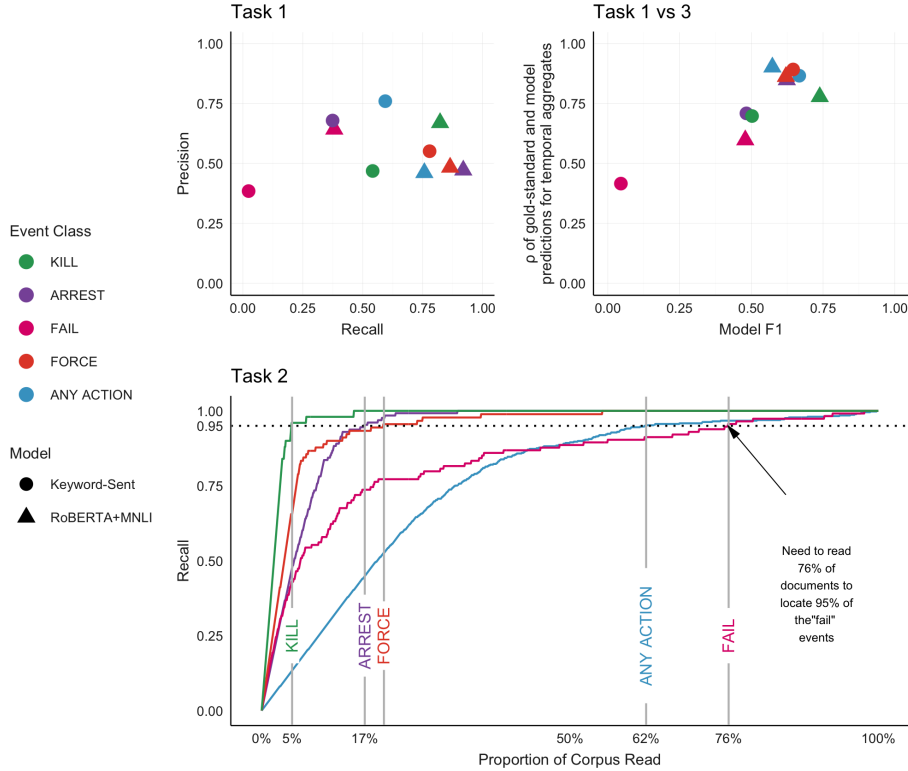 Task 1
1.00
0.75
0.50
0.25
0.00
Precision
0.00
0.25
0.50
0.75
1.00
Recall
Task 1 vs 3
1.00
0.75
0.50
0.25
0.00
ρ of gold-standard and model
predictions for temporal aggregates
0.00
0.25
0.50
0.75
1.00
Model F1
Event Class
KILL
ARREST
FAIL
FORCE
ANY ACTION
Model
Keyword-Sent
RoBERTA+MNLI
Task 2
1.00
0.95
0.75
0.50
0.25
0.00
Recall
KILL
ARREST
FORCE
ANY ACTION
FAIL
Need to read
76% of
documents to
locate 95% of
the"fail"
events
0%
5%
17%
50%
62%
76%
100%
Proportion of Corpus Read